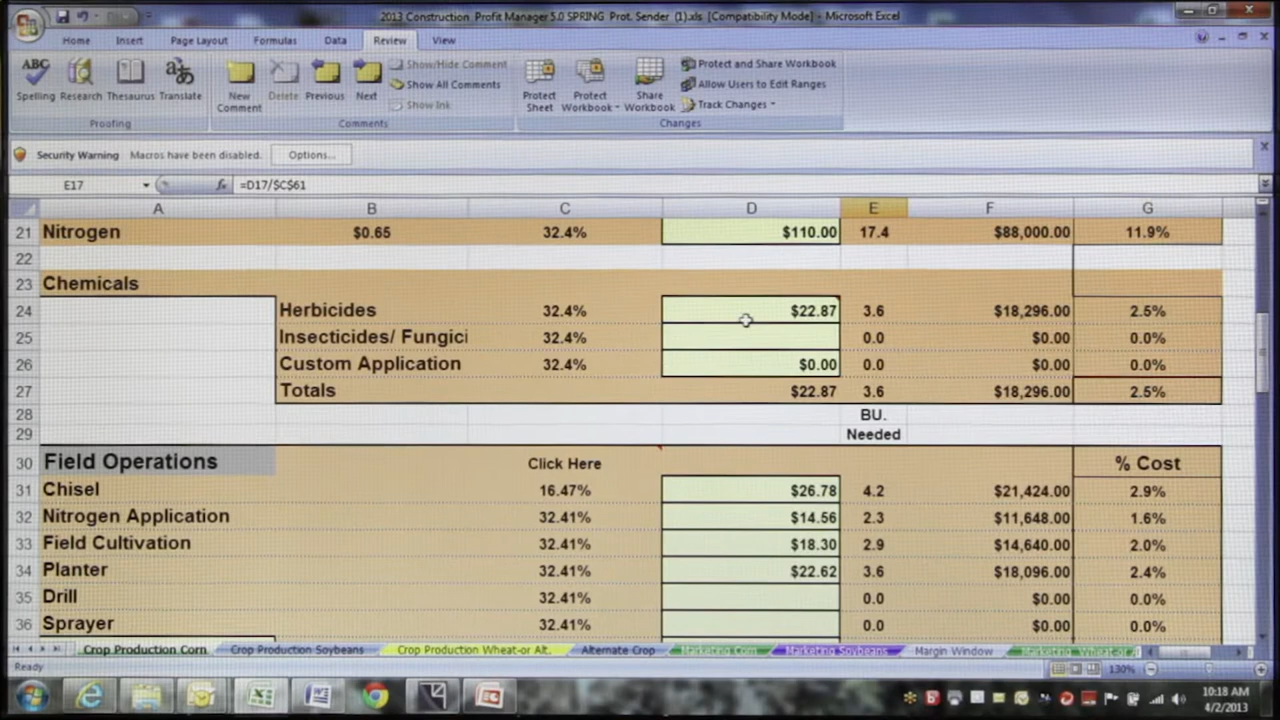 2013 Construction Profit Manager 5.0 SPRING Prot. Sender (1).xls [Compatibility Mode] - Microsoft Excel
Home Insert Page Layout Formulas Data Review View
ABC
Spelling Research Thesaurus Translate
Proofing
New Comment Delete Previous Next
Show/Hide Comment
Show All Comments
Show Ink
Comments
Protect Sheet Protect Workbook Share Workbook
Protect and Share Workbook
Allow Users to Edit Ranges
Track Changes
Changes
Security Warning Macros have been disabled. Options...
E17 fx =D17/$C$61
A B C D E F G
21 Nitrogen $0.65 32.4% $110.00 17.4 $88,000.00 11.9%
22
23 Chemicals
24 Herbicides 32.4% $22.87 3.6 $18,296.00 2.5%
25 Insecticides/ Fungici 32.4% 0.0 $0.00 0.0%
26 Custom Application 32.4% $0.00 0.0 $0.00 0.0%
27 Totals $22.87 3.6 $18,296.00 2.5%
28 BU.
29 Needed
30 Field Operations Click Here % Cost
31 Chisel 16.47% $26.78 4.2 $21,424.00 2.9%
32 Nitrogen Application 32.41% $14.56 2.3 $11,648.00 1.6%
33 Field Cultivation 32.41% $18.30 2.9 $14,640.00 2.0%
34 Planter 32.41% $22.62 3.6 $18,096.00 2.4%
35 Drill 32.41% 0.0 $0.00 0.0%
36 Sprayer 32.41% 0.0 $0.00 0.0%
Crop Production Corn Crop Production Soybeans Crop Production Wheat-or Alt. Alternate Crop Marketing Corn Marketing Soybeans Margin Window Marketing Wheat-or Al
Ready 130%
10:18 AM
4/2/2013